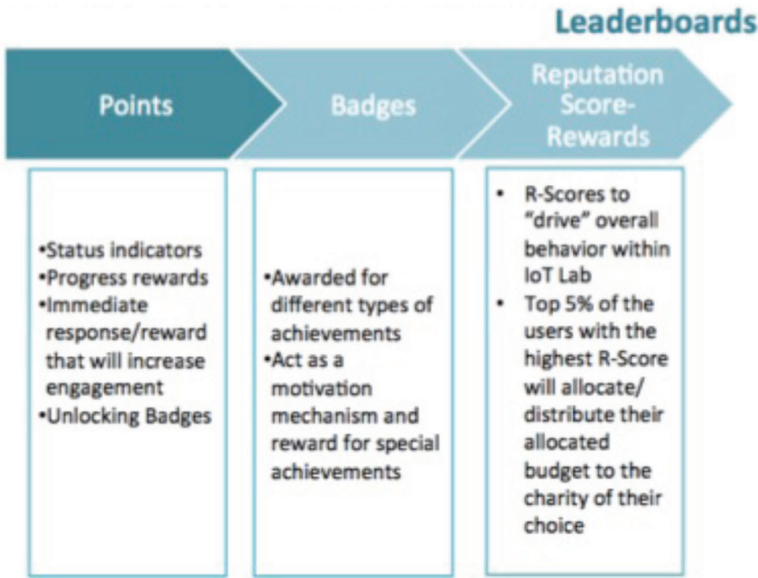 Leaderboards
Points
Badges
Reputation
Score-
Rewards
•Status indicators
•Progress rewards
•Immediate
response/reward
that will increase
engagement
•Unlocking Badges
•Awarded for
different types of
achievements
•Act as a
motivation
mechanism and
reward for special
achievements
• R-Scores to
“drive” overall
behavior within
IoT Lab
• Top 5% of the
users with the
highest R-Score
will allocate/
distribute their
allocated
budget to the
charity of their
choice